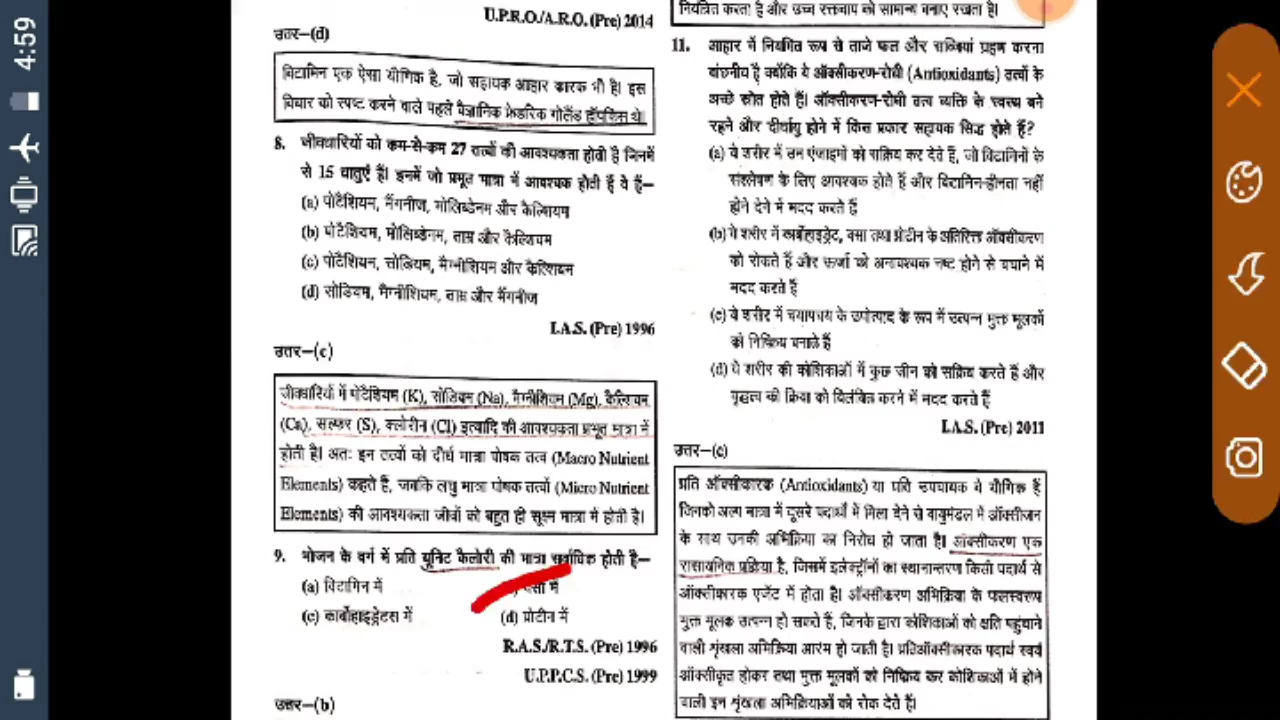 4:59
U.P.R.O./A.R.O. (Pre) 2014
उत्तर–(d)
विटामिन एक ऐसा यौगिक है, जो सहायक आहार कारक भी है। इस
विचार को स्पष्ट करने वाले पहले वैज्ञानिक फ्रेडरिक गोलैंड हॉपकिंस थे
8. जीवधारियों को कम-से-कम 27 तत्वों की आवश्यकता होती है जिनमें
से 15 धातुएं हैं। इनमें जो प्रभूत मात्रा में आवश्यक होती हैं वे हैं–
(a) पोटैशियम, मैंगनीज, मोलिब्डेनम और कैल्शियम
(b) पोटैशियम, मोलिब्डेनम, ताम्र और कैल्शियम
(c) पोटैशियम, सोडियम, मैग्नीशियम और कैल्शियम
(d) सोडियम, मैग्नीशियम, ताम्र और मैंगनीज
I.A.S. (Pre) 1996
उत्तर–(c)
जीवधारियों में पोटैशियम (K), सोडियम (Na), मैग्नीशियम (Mg), कैल्शियम
(Ca), सल्फर (S), क्लोरीन (Cl) इत्यादि की आवश्यकता प्रभूत मात्रा में
होती है। अतः इन तत्वों को दीर्घ मात्रा पोषक तत्व (Macro Nutrient
Elements) कहते हैं, जबकि लघु मात्रा पोषक तत्वों (Micro Nutrient
Elements) की आवश्यकता जीवों को बहुत ही सूक्ष्म मात्रा में होती है।
9. भोजन के वर्ग में प्रति यूनिट कैलोरी की मात्रा सर्वाधिक होती है–
(a) विटामिन में
वसा में
(c) कार्बोहाइड्रेटस में
(d) प्रोटीन में
R.A.S./R.T.S. (Pre) 1996
U.P.P.C.S. (Pre) 1999
उत्तर–(b)
नियंत्रित करता है और उच्च रक्तचाप को सामान्य बनाए रखता है।
11. आहार में नियमित रूप से ताजे फल और सब्जियां ग्रहण करना
वांछनीय है क्योंकि ये ऑक्सीकरण-रोधी (Antioxidants) तत्वों के
अच्छे स्रोत होते हैं। ऑक्सीकरण-रोधी तत्व व्यक्ति के स्वस्थ बने
रहने और दीर्घायु होने में किस प्रकार सहायक सिद्ध होते हैं?
(a) ये शरीर में उन एंजाइमों को सक्रिय कर देते हैं, जो विटामिनों के
संश्लेषण के लिए आवश्यक होते हैं और विटामिन-हीनता नहीं
होने देने में मदद करते हैं
(b) ये शरीर में कार्बोहाइड्रेट, वसा तथा प्रोटीन के अतिरिक्त ऑक्सीकरण
को रोकते हैं और ऊर्जा को अनावश्यक नष्ट होने से बचाने में
मदद करते हैं
(c) ये शरीर में चयापचय के उपोत्पाद के रूप में उत्पन्न मुक्त मूलकों
को निष्क्रिय बनाते हैं
(d) ये शरीर की कोशिकाओं में कुछ जीन को सक्रिय करते हैं और
वृद्धत्व की क्रिया को विलंबित करने में मदद करते हैं
I.A.S. (Pre) 2011
उत्तर–(c)
प्रति ऑक्सीकारक (Antioxidants) या प्रति उपचायक वे यौगिक हैं
जिनको अल्प मात्रा में दूसरे पदार्थों में मिला देने से वायुमंडल में ऑक्सीजन
के साथ उनकी अभिक्रिया का निरोध हो जाता है। ऑक्सीकरण एक
रासायनिक प्रक्रिया है, जिसमें इलेक्ट्रॉनों का स्थानान्तरण किसी पदार्थ से
ऑक्सीकारक एजेंट में होता है। ऑक्सीकरण अभिक्रिया के फलस्वरूप
मुक्त मूलक उत्पन्न हो सकते हैं, जिनके द्वारा कोशिकाओं को क्षति पहुंचाने
वाली शृंखला अभिक्रिया आरंभ हो जाती है। प्रतिऑक्सीकारक पदार्थ स्वयं
ऑक्सीकृत होकर तथा मुक्त मूलकों को निष्क्रिय कर कोशिकाओं में होने
वाली इन शृंखला अभिक्रियाओं को रोक देते हैं।